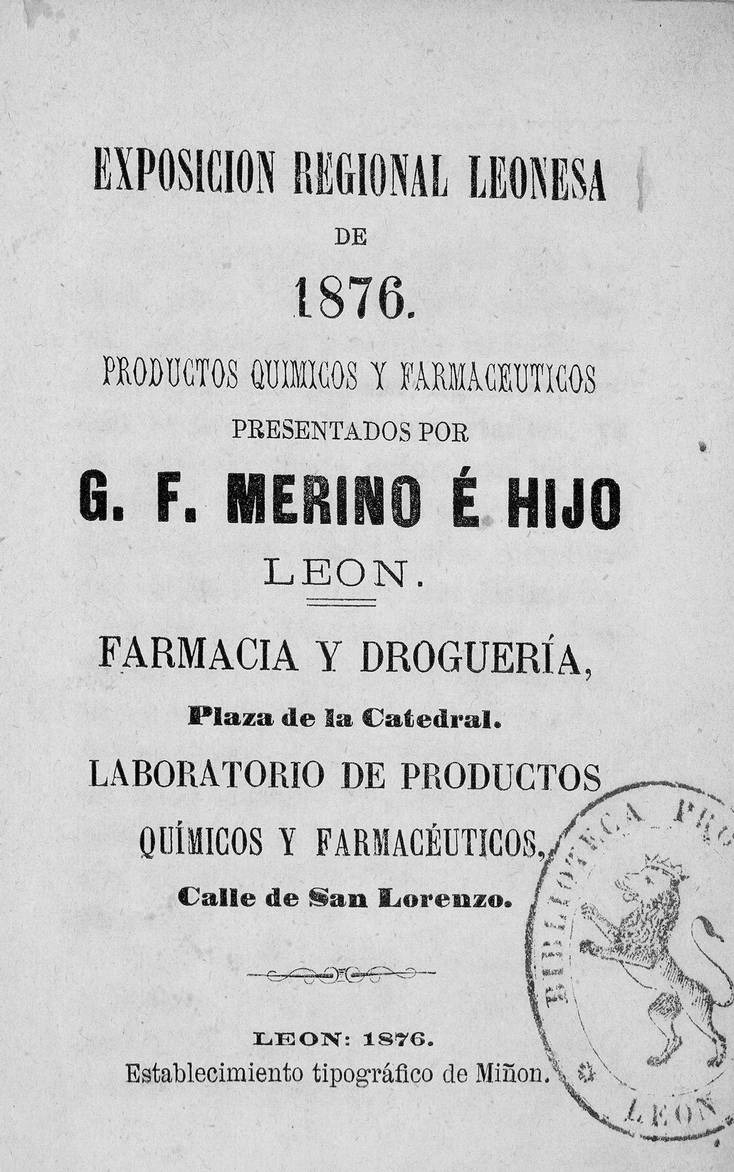 EXPOSICION REGIONAL LEONESA
DE
1876.
PRODUCTOS QUIMICOS Y FARMACEUTICOS
PRESENTADOS POR
G. F. MERINO É HIJO
LEON.
FARMACIA Y DROGUERÍA,
Plaza de la Catedral.
LABORATORIO DE PRODUCTOS
QUÍMICOS Y FARMACÉUTICOS,
Calle de San Lorenzo.
LEON: 1876.
Establecimiento tipográfico de Miñon.
BIBLIOTECA PRO
LEON